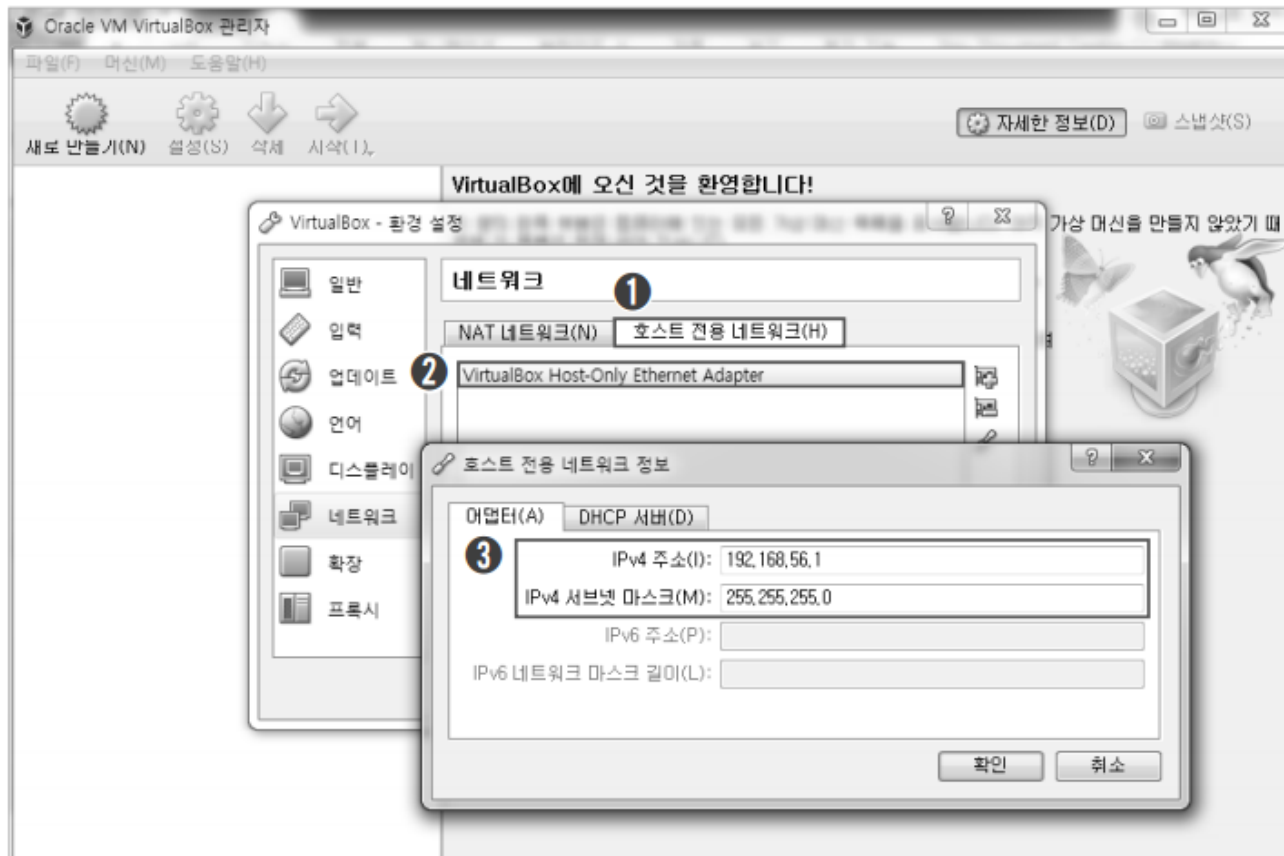 Oracle VM VirtualBox 관리자
파일(F) 머신(M) 도움말(H)
새로 만들기(N) 설정(S) 삭제 시작(T)
자세한 정보(D) 스냅샷(S)
VirtualBox에 오신 것을 환영합니다!
VirtualBox - 환경 설정
가상 머신을 만들지 않았기 때
일반
입력
업데이트
언어
디스플레이
네트워크
확장
프록시
네트워크
1
NAT 네트워크(N) 호스트 전용 네트워크(H)
2 VirtualBox Host-Only Ethernet Adapter
호스트 전용 네트워크 정보
어댑터(A) DHCP 서버(D)
3
IPv4 주소(I): 192,168,56,1
IPv4 서브넷 마스크(M): 255,255,255,0
IPv6 주소(P):
IPv6 네트워크 마스크 길이(L):
확인 취소